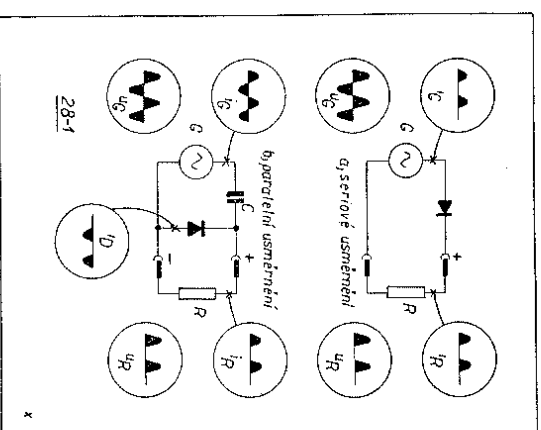 i_G
+
i_R
G
R
u_G
u_R
a, seriové usměrnění
i_G
C
+
i_R
b, paralelní usměrnění
G
−
R
u_G
u_R
i_D
28-1
x